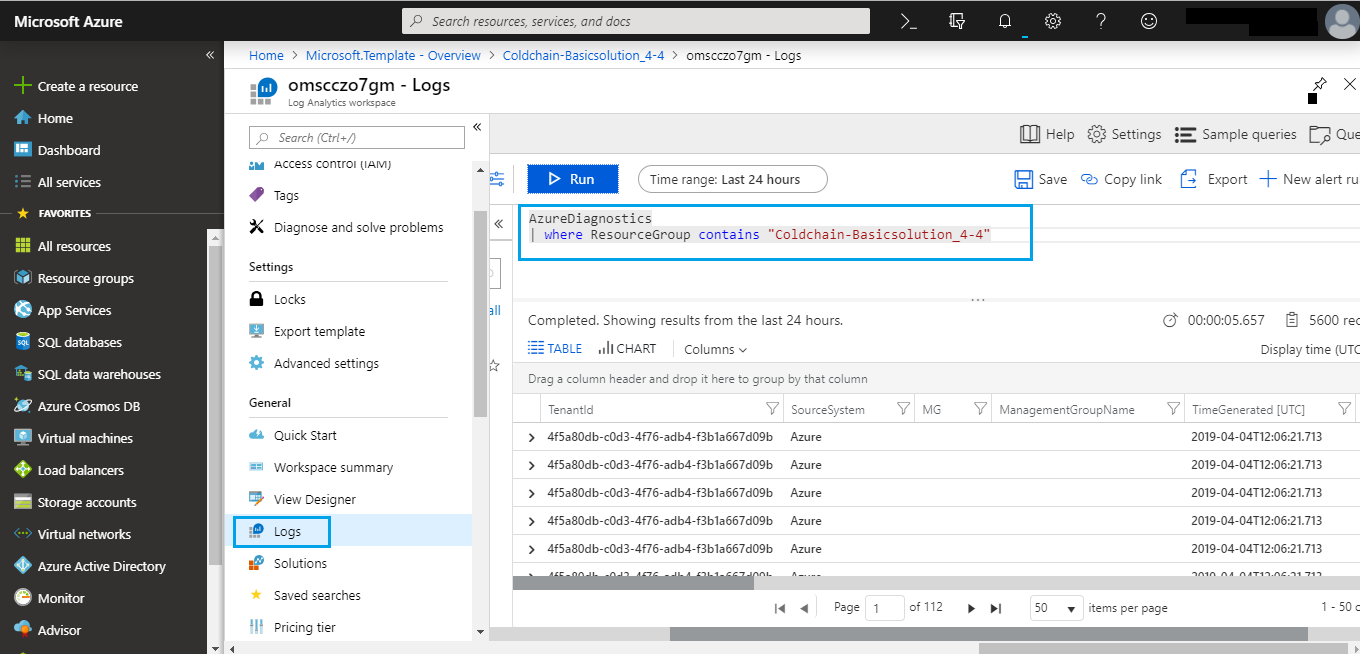 Microsoft Azure
Search resources, services, and docs
Home > Microsoft.Template - Overview > Coldchain-Basicsolution_4-4 > omscczo7gm - Logs
omscczo7gm - Logs
Log Analytics workspace
Create a resource
Home
Dashboard
All services
FAVORITES
All resources
Resource groups
App Services
SQL databases
SQL data warehouses
Azure Cosmos DB
Virtual machines
Load balancers
Storage accounts
Virtual networks
Azure Active Directory
Monitor
Advisor
Search (Ctrl+/)
Access control (IAM)
Tags
Diagnose and solve problems
Settings
Locks
Export template
Advanced settings
General
Quick Start
Workspace summary
View Designer
Logs
Solutions
Saved searches
Pricing tier
Help Settings Sample queries Que
Run Time range: Last 24 hours Save Copy link Export New alert ru
AzureDiagnostics
| where ResourceGroup contains "Coldchain-Basicsolution_4-4"
all
Completed. Showing results from the last 24 hours. 00:00:05.657 5600 rec
TABLE CHART Columns Display time (UTC
Drag a column header and drop it here to group by that column
TenantId SourceSystem MG ManagementGroupName TimeGenerated [UTC]
4f5a80db-c0d3-4f76-adb4-f3b1a667d09b Azure 2019-04-04T12:06:21.713
4f5a80db-c0d3-4f76-adb4-f3b1a667d09b Azure 2019-04-04T12:06:21.713
4f5a80db-c0d3-4f76-adb4-f3b1a667d09b Azure 2019-04-04T12:06:21.713
4f5a80db-c0d3-4f76-adb4-f3b1a667d09b Azure 2019-04-04T12:06:21.713
4f5a80db-c0d3-4f76-adb4-f3b1a667d09b Azure 2019-04-04T12:06:21.713
Page 1 of 112 50 items per page 1 - 50 o